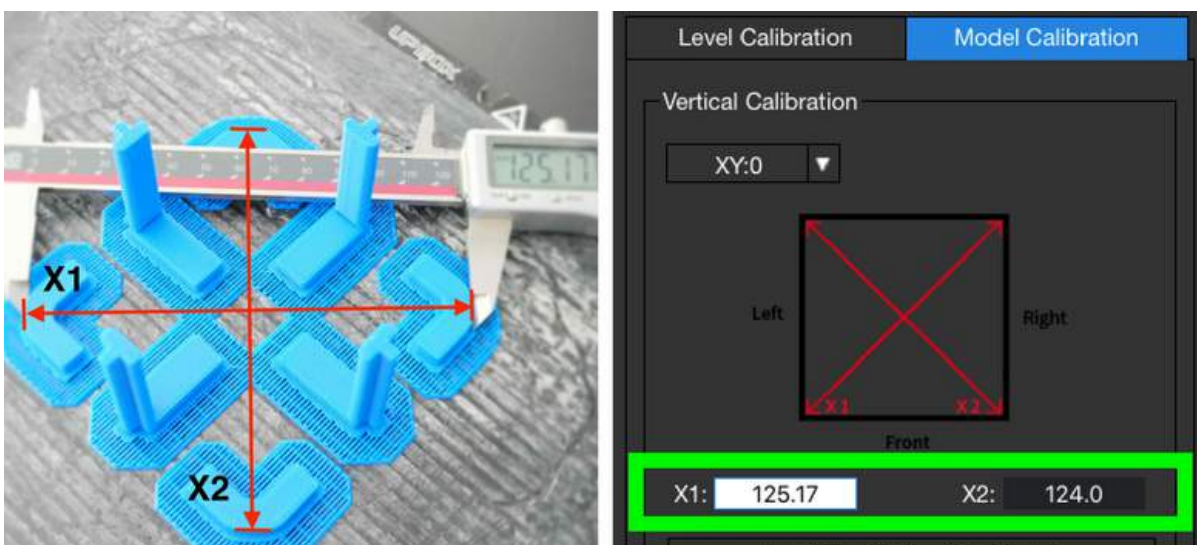 UPBOX
125.17
X1
X2
Level Calibration
Model Calibration
Vertical Calibration
XY:0
Left
Right
X1
X2
Front
X1: 125.17
X2: 124.0